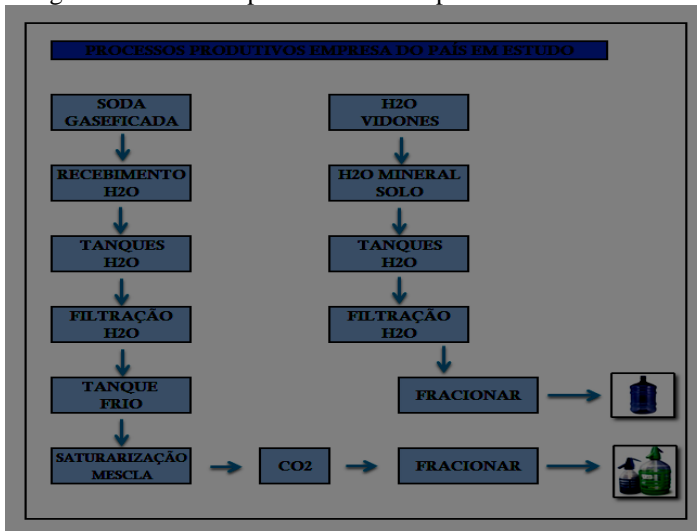 PROCESSOS PRODUTIVOS EMPRESA DO PAÍS EM ESTUDO
SODA
GASEFICADA
RECEBIMENTO
H2O
TANQUES
H2O
FILTRAÇÃO
H2O
TANQUE
FRIO
SATURARIZAÇÃO
MESCLA
CO2
FRACIONAR
H2O
VIDONES
H2O MINERAL
SOLO
TANQUES
H2O
FILTRAÇÃO
H2O
FRACIONAR